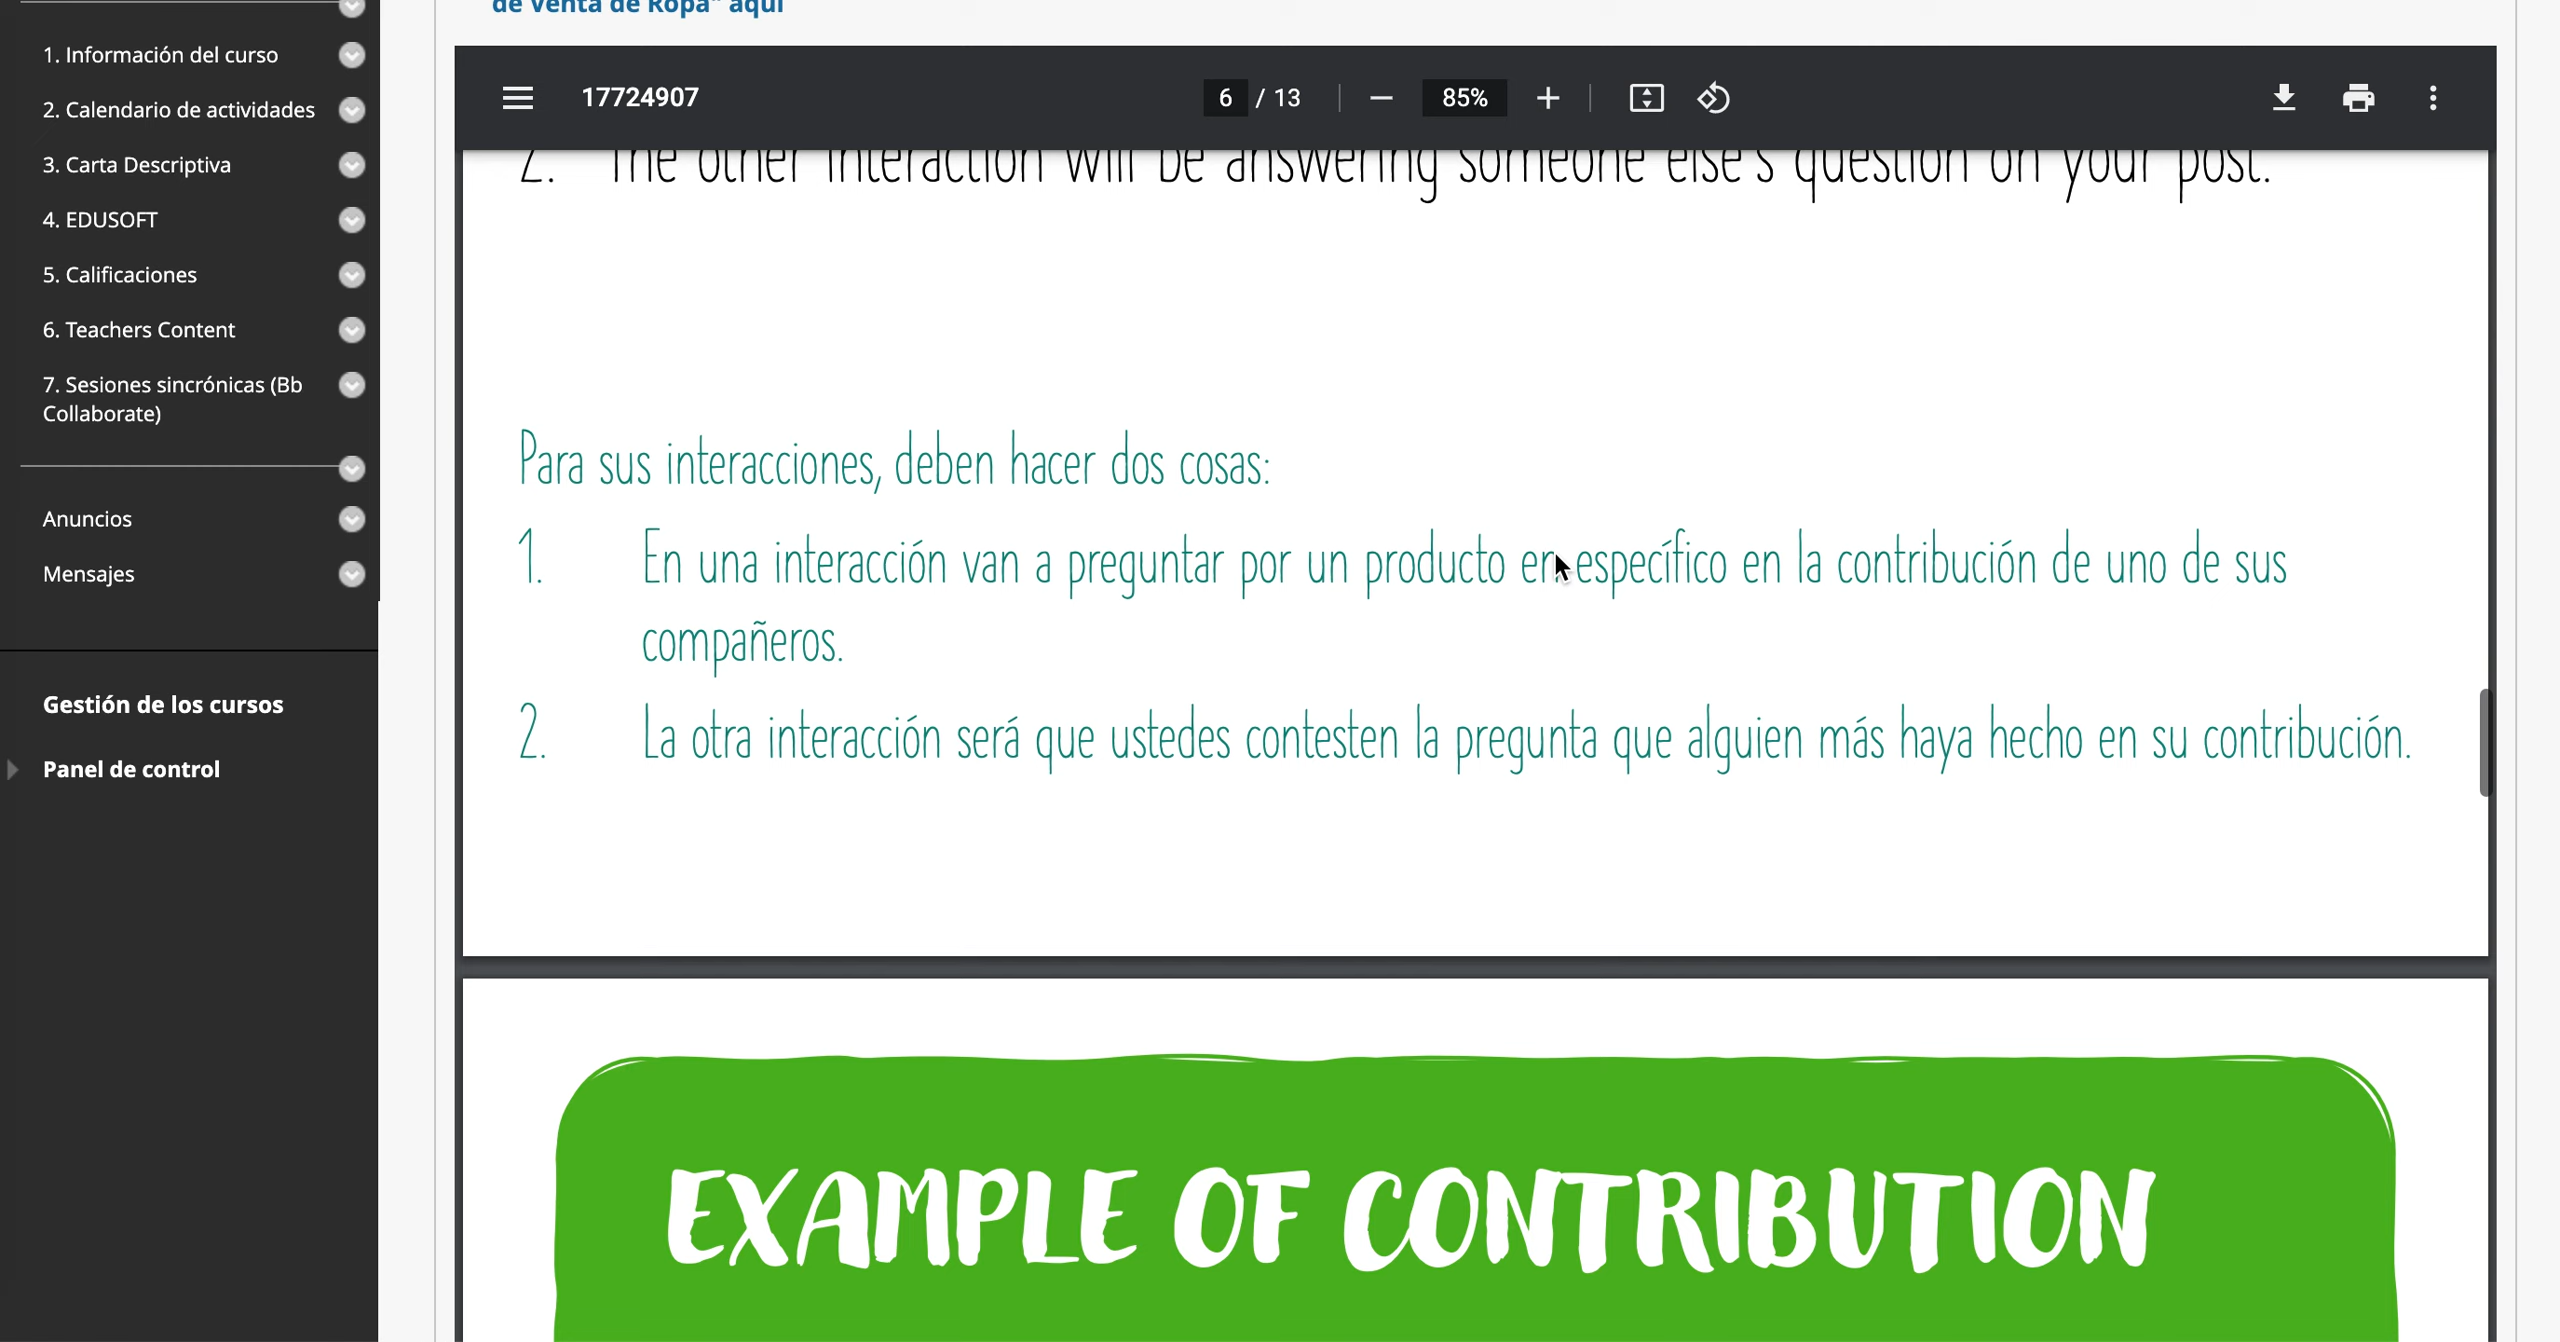 de Venta de Ropa" aquí
1. Información del curso
2. Calendario de actividades
3. Carta Descriptiva
4. EDUSOFT
5. Calificaciones
6. Teachers Content
7. Sesiones sincrónicas (Bb
Collaborate)
Anuncios
Mensajes
Gestión de los cursos
Panel de control
17724907
6 / 13
85%
2. The other interaction will be answering someone else's question on your post.
Para sus interacciones, deben hacer dos cosas:
1. En una interacción van a preguntar por un producto en específico en la contribución de uno de sus
compañeros.
2. La otra interacción será que ustedes contesten la pregunta que alguien más haya hecho en su contribución.
EXAMPLE OF CONTRIBUTION